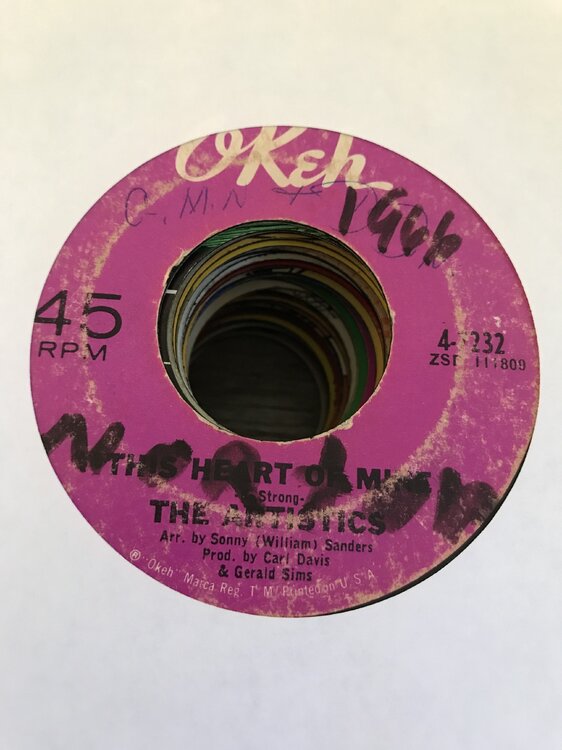 OKeh
C-, M.N
1966
45
RPM
4-7232
ZSP 111809
THIS HEART OF MINE
-Strong-
THE ARTISTICS
Arr. by Sonny (William) Sanders
Prod. by Carl Davis
& Gerald Sims
® "Okeh" Marca Reg. T M Printed in U S A